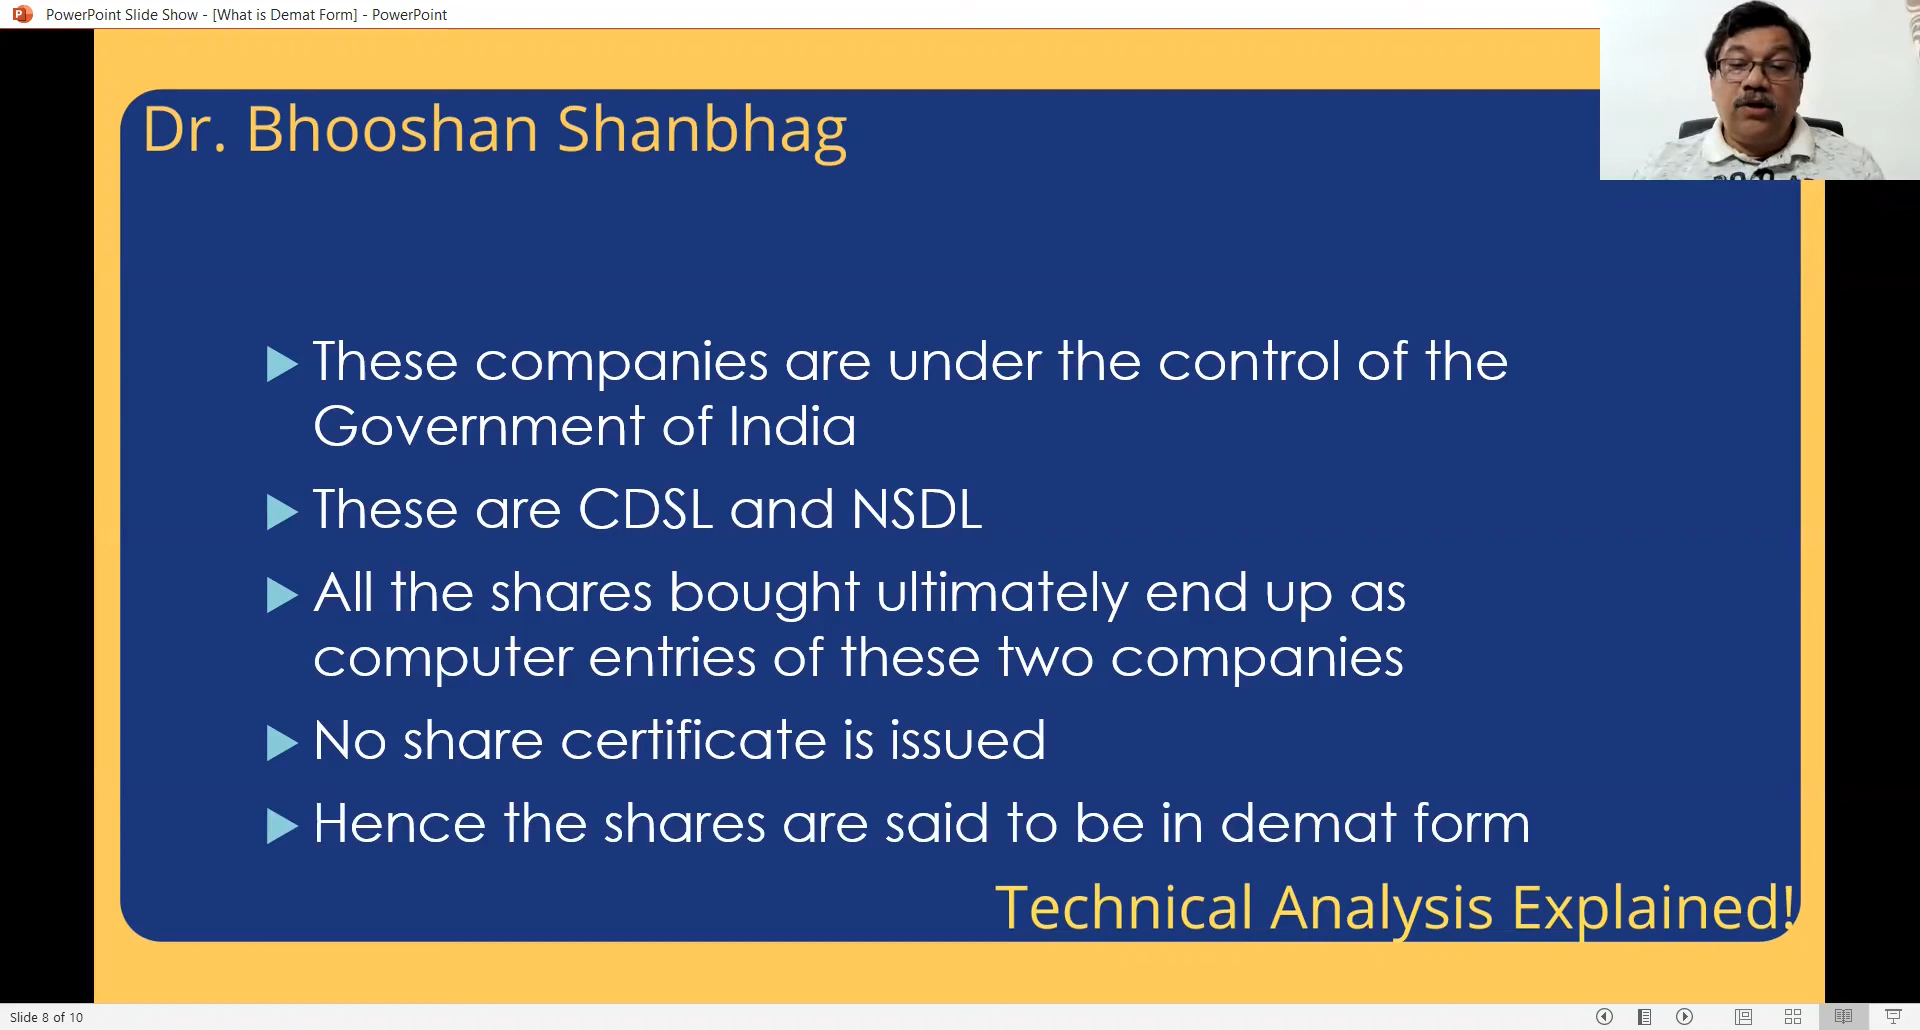 PowerPoint Slide Show - [What is Demat Form] - PowerPoint
Dr. Bhooshan Shanbhag
These companies are under the control of the
Government of India
These are CDSL and NSDL
All the shares bought ultimately end up as
computer entries of these two companies
No share certificate is issued
Hence the shares are said to be in demat form
Technical Analysis Explained!
Slide 8 of 10